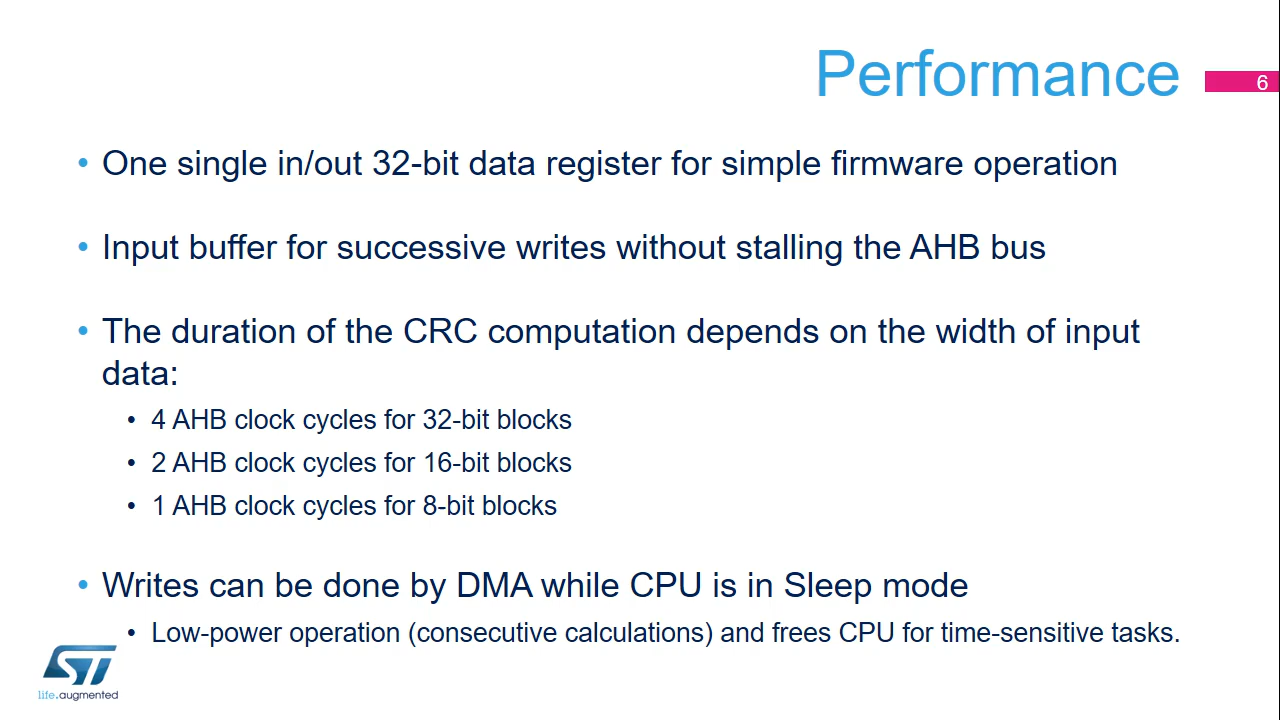 Performance
6
• One single in/out 32-bit data register for simple firmware operation
• Input buffer for successive writes without stalling the AHB bus
• The duration of the CRC computation depends on the width of input
data:
• 4 AHB clock cycles for 32-bit blocks
• 2 AHB clock cycles for 16-bit blocks
• 1 AHB clock cycles for 8-bit blocks
• Writes can be done by DMA while CPU is in Sleep mode
• Low-power operation (consecutive calculations) and frees CPU for time-sensitive tasks.
ST
life.augmented